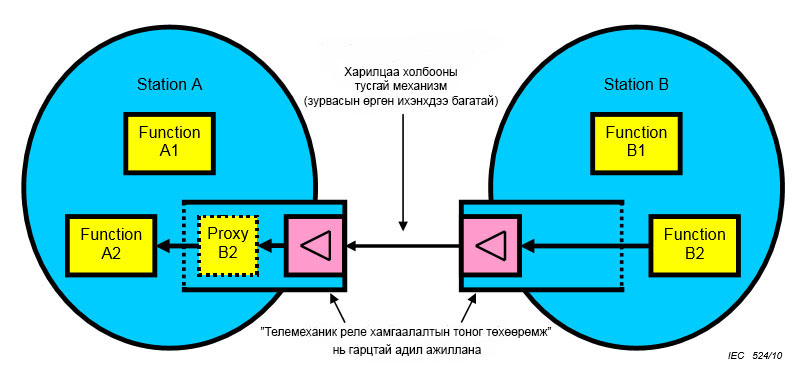 Харилцаа холбооны
тусгай механизм
(зурвасын өргөн ихэнхдээ багатай)
Station A
Station B
Function
A1
Function
B1
Function
A2
Proxy
B2
Function
B2
"Телемеханик реле хамгаалалтын тоног төхөөрөмж"
нь гарцтай адил ажиллана
IEC 524/10